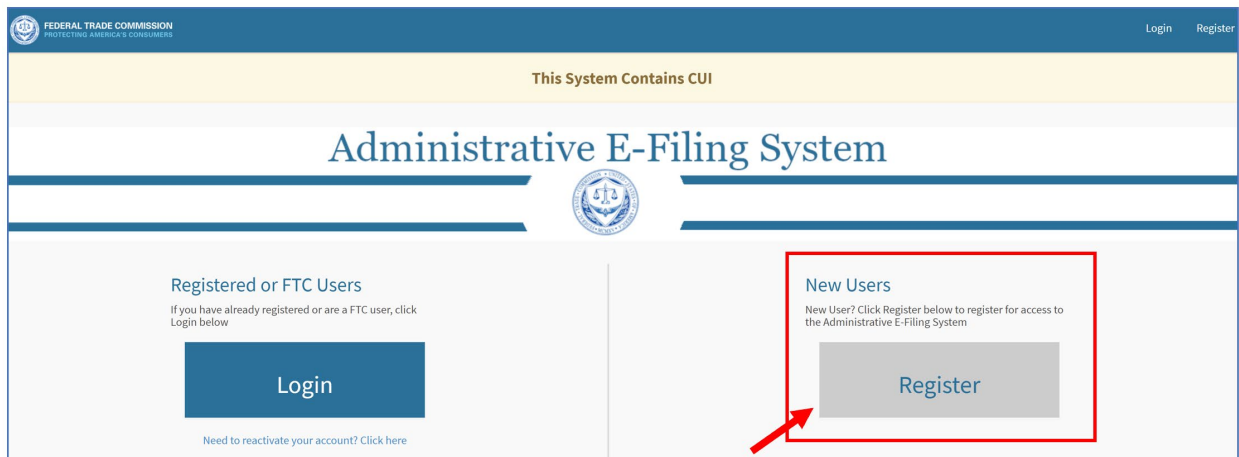 FEDERAL TRADE COMMISSION
PROTECTING AMERICA'S CONSUMERS
Login Register
This System Contains CUI
Administrative E-Filing System
Registered or FTC Users
If you have already registered or are a FTC user, click
Login below
Login
Need to reactivate your account? Click here
New Users
New User? Click Register below to register for access to
the Administrative E-Filing System
Register